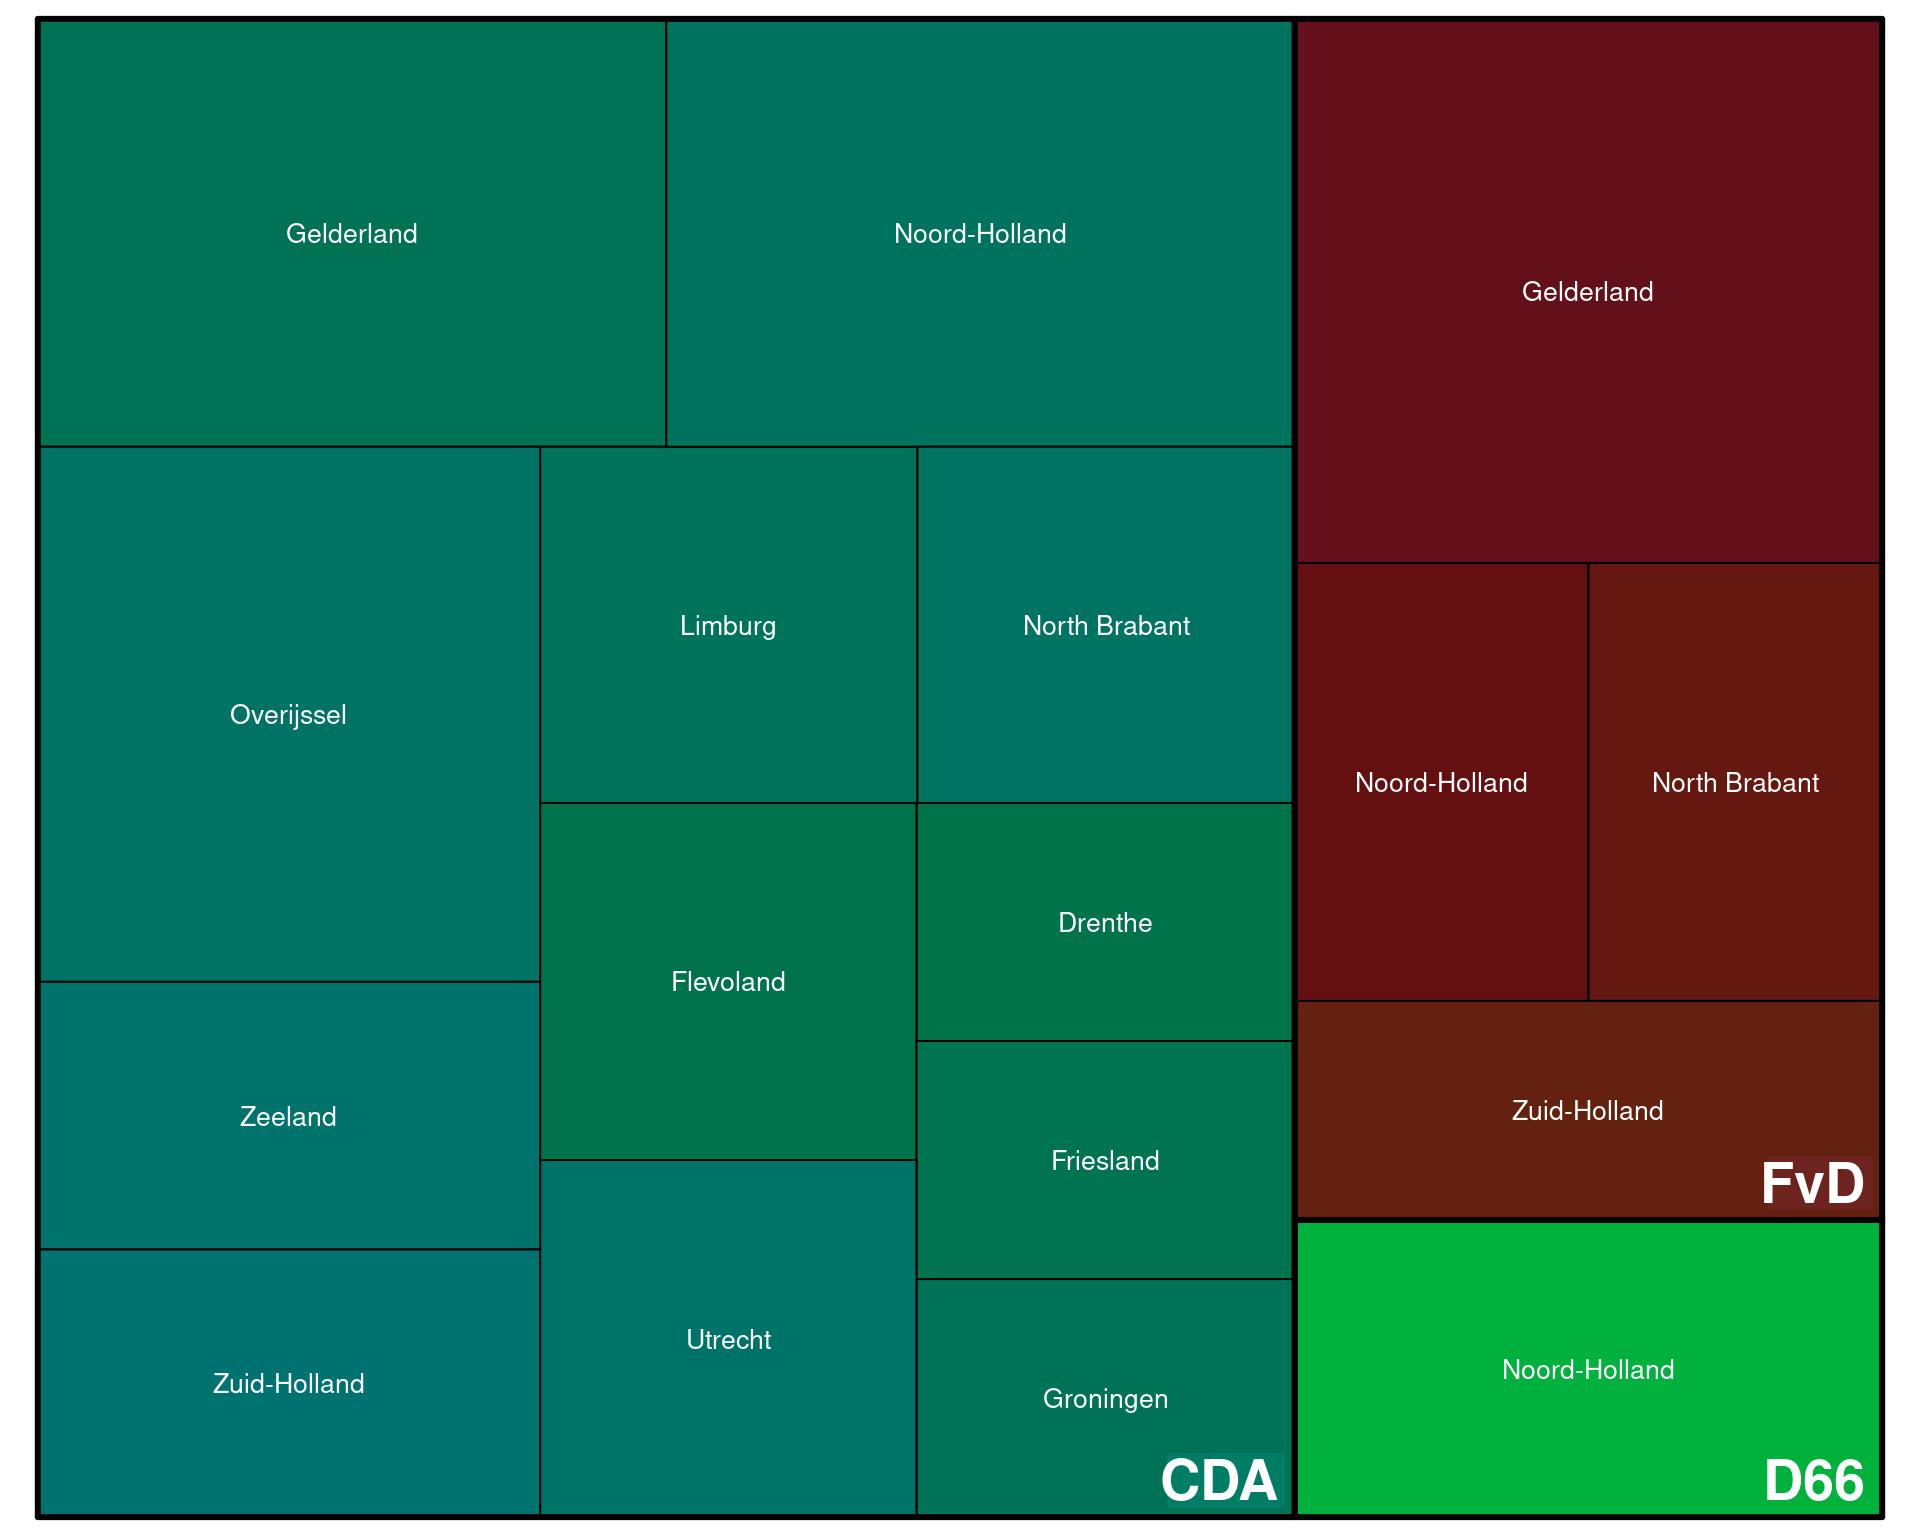 Gelderland
Noord-Holland
Overijssel
Limburg
North Brabant
Flevoland
Drenthe
Zeeland
Friesland
Zuid-Holland
Utrecht
Groningen
CDA
Gelderland
Noord-Holland
North Brabant
Zuid-Holland
FvD
Noord-Holland
D66